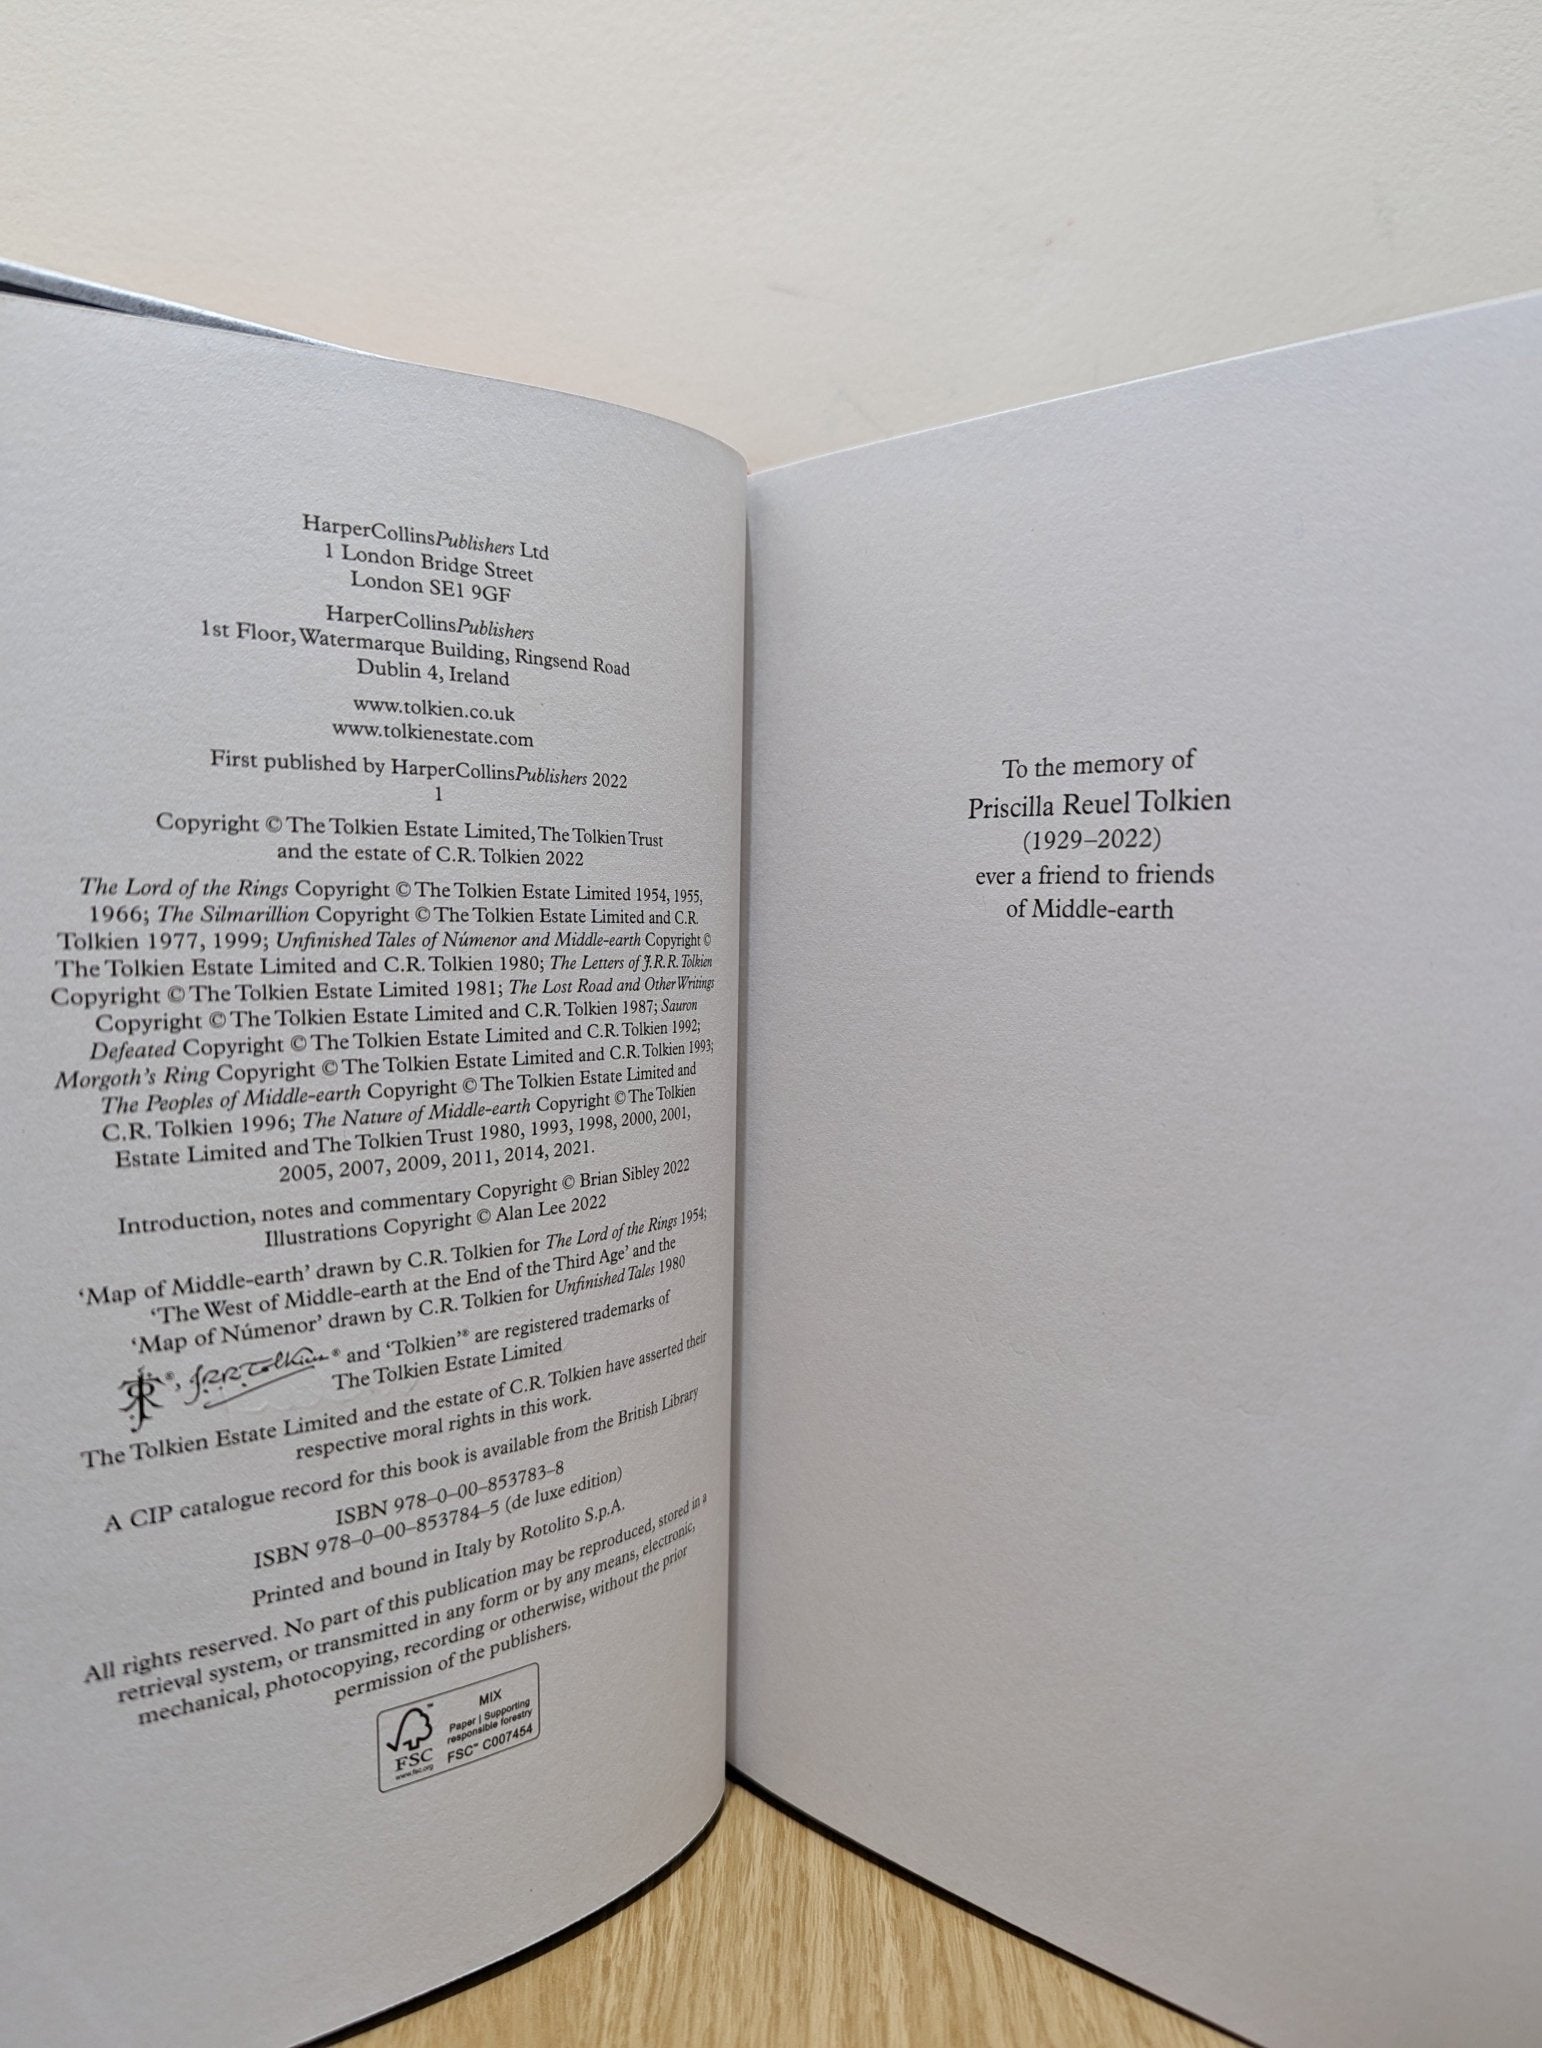 HarperCollinsPublishers Ltd
1 London Bridge Street
London SE1 9GF
HarperCollinsPublishers
1st Floor, Watermarque Building, Ringsend Road
Dublin 4, Ireland
www.tolkien.co.uk
www.tolkienestate.com
First published by HarperCollinsPublishers 2022
1
Copyright © The Tolkien Estate Limited, The Tolkien Trust
and the estate of C.R. Tolkien 2022
The Lord of the Rings Copyright © The Tolkien Estate Limited 1954, 1955,
1966; The Silmarillion Copyright © The Tolkien Estate Limited and C.R.
Tolkien 1977, 1999; Unfinished Tales of Númenor and Middle-earth Copyright ©
The Tolkien Estate Limited and C.R. Tolkien 1980; The Letters of J.R.R. Tolkien
Copyright © The Tolkien Estate Limited 1981; The Lost Road and Other Writings
Copyright © The Tolkien Estate Limited and C.R. Tolkien 1987; Sauron
Defeated Copyright © The Tolkien Estate Limited and C.R. Tolkien 1992;
Morgoth's Ring Copyright © The Tolkien Estate Limited and C.R. Tolkien 1993;
The Peoples of Middle-earth Copyright © The Tolkien Estate Limited and
C.R. Tolkien 1996; The Nature of Middle-earth Copyright © The Tolkien
Estate Limited and The Tolkien Trust 1980, 1993, 1998, 2000, 2001,
2005, 2007, 2009, 2011, 2014, 2021.
Introduction, notes and commentary Copyright © Brian Sibley 2022
Illustrations Copyright © Alan Lee 2022
'Map of Middle-earth' drawn by C.R. Tolkien for The Lord of the Rings 1954;
'The West of Middle-earth at the End of the Third Age' and the
'Map of Númenor' drawn by C.R. Tolkien for Unfinished Tales 1980
®, J.R.R. Tolkien ® and 'Tolkien'® are registered trademarks of
The Tolkien Estate Limited
The Tolkien Estate Limited and the estate of C.R. Tolkien have asserted their
respective moral rights in this work.
A CIP catalogue record for this book is available from the British Library
ISBN 978–0–00–853783–8
ISBN 978–0–00–853784–5 (de luxe edition)
Printed and bound in Italy by Rotolito S.p.A.
All rights reserved. No part of this publication may be reproduced, stored in a
retrieval system, or transmitted in any form or by any means, electronic,
mechanical, photocopying, recording or otherwise, without the prior
permission of the publishers.
MIX
Paper | Supporting
responsible forestry
FSC™ C007454
FSC
www.fsc.org
To the memory of
Priscilla Reuel Tolkien
(1929–2022)
ever a friend to friends
of Middle-earth